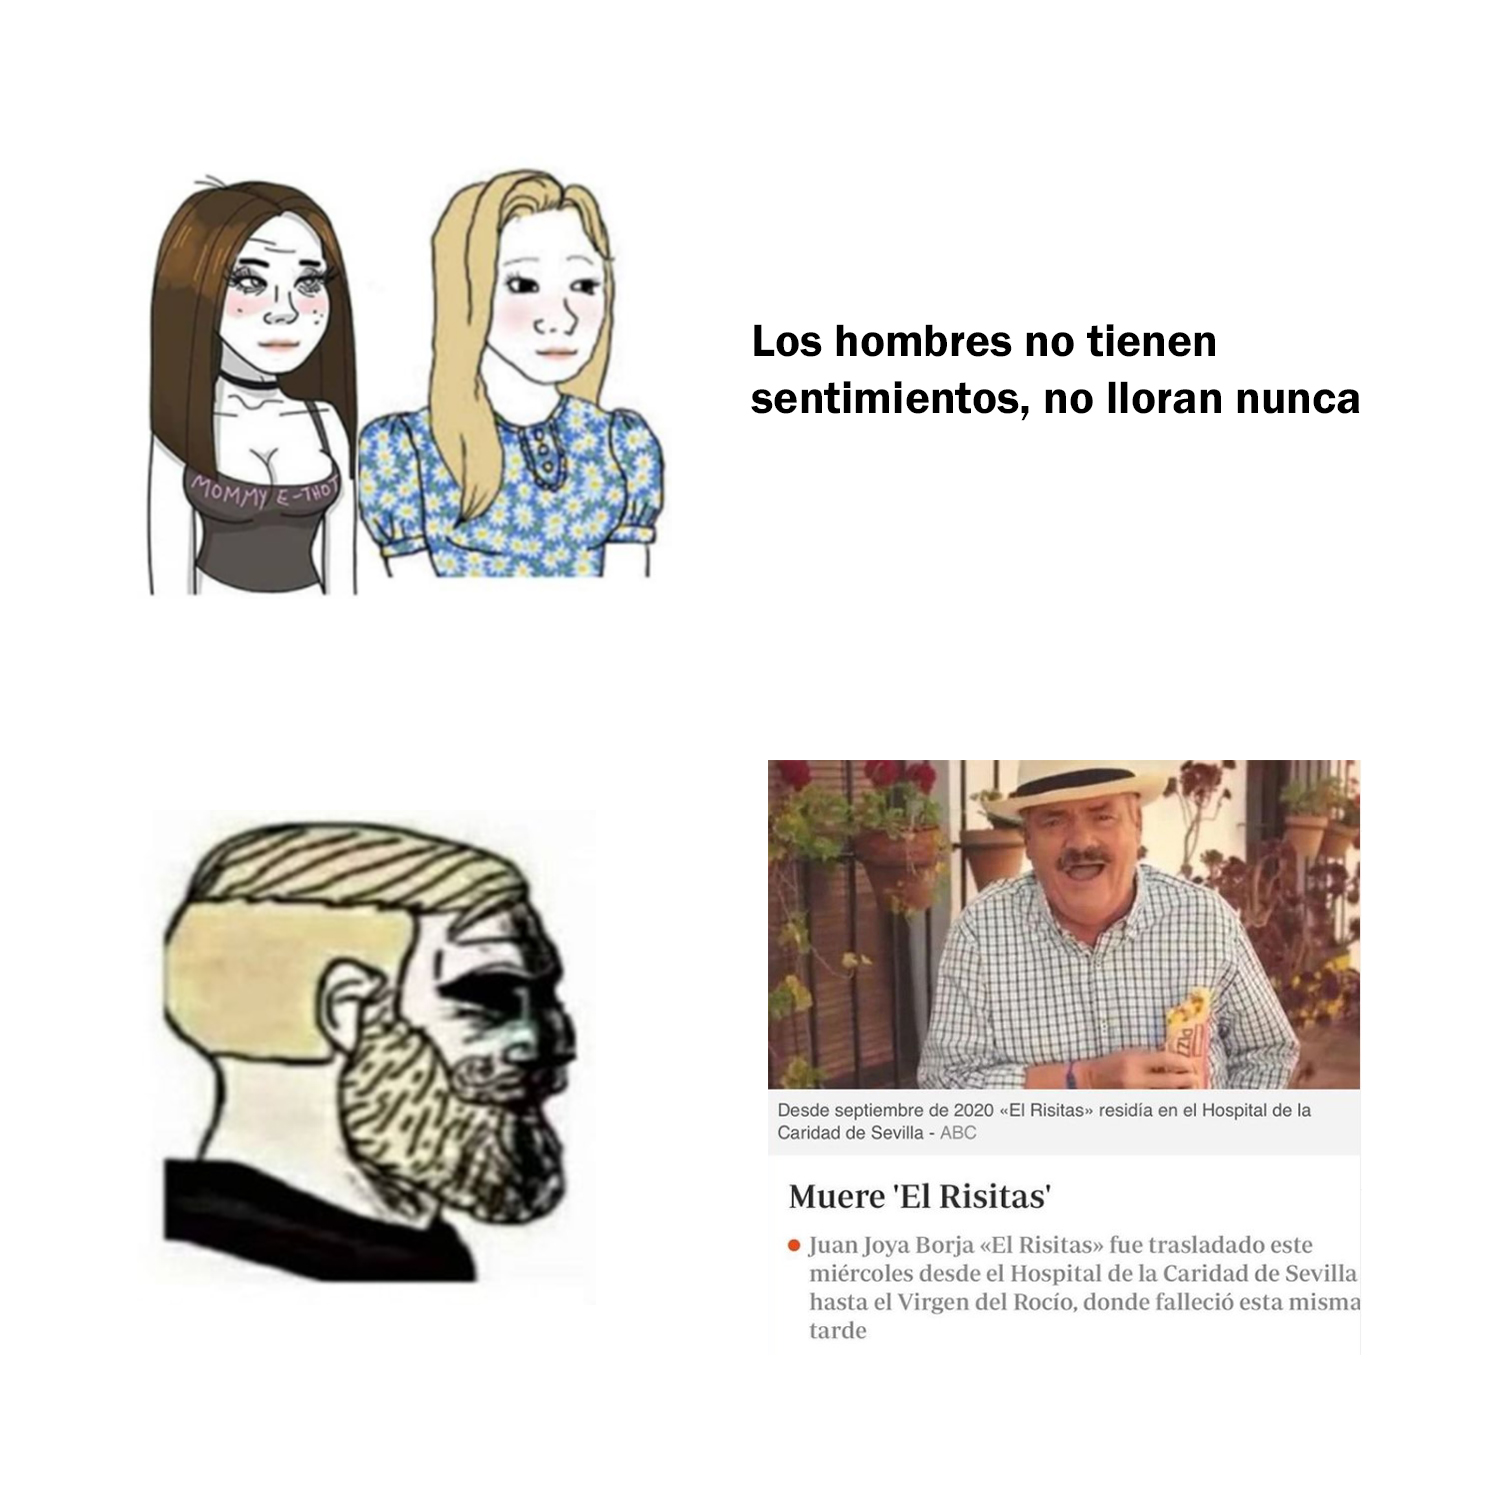 MOMMY E-THOT
Los hombres no tienen
sentimientos, no lloran nunca
Desde septiembre de 2020 «El Risitas» residía en el Hospital de la
Caridad de Sevilla - ABC
Muere 'El Risitas'
Juan Joya Borja «El Risitas» fue trasladado este
miércoles desde el Hospital de la Caridad de Sevilla
hasta el Virgen del Rocío, donde falleció esta misma
tarde